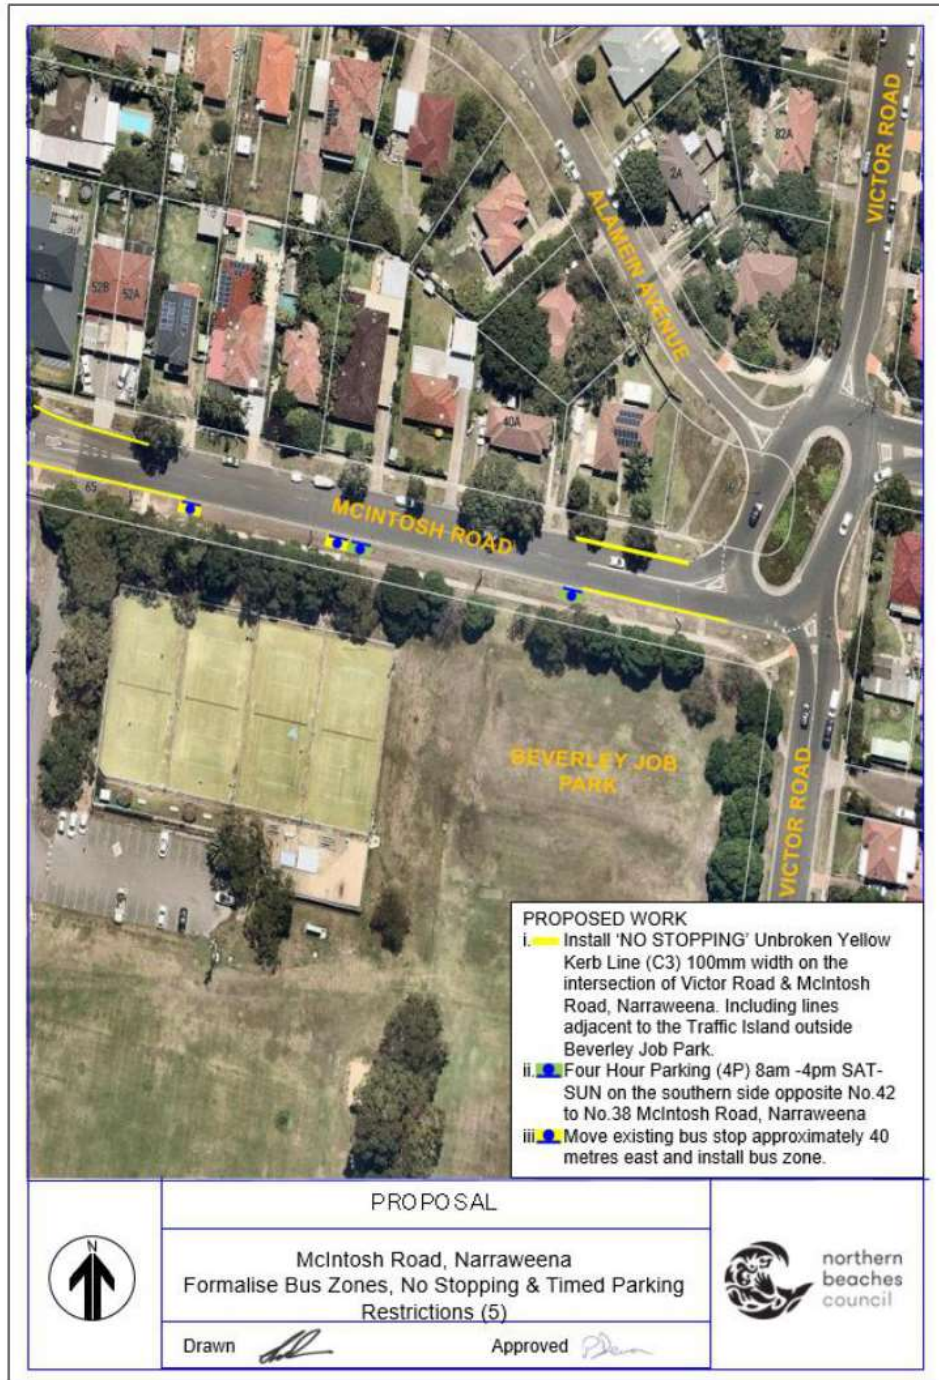 VICTOR ROAD
82A
2A
ALAMEIN AVENUE
52B
52A
40A
65
MCINTOSH ROAD
BEVERLEY JOB
PARK
VICTOR ROAD
PROPOSED WORK
i. Install 'NO STOPPING' Unbroken Yellow
Kerb Line (C3) 100mm width on the
intersection of Victor Road & McIntosh
Road, Narraweena. Including lines
adjacent to the Traffic Island outside
Beverley Job Park.
ii. Four Hour Parking (4P) 8am -4pm SAT-
SUN on the southern side opposite No.42
to No.38 McIntosh Road, Narraweena
iii. Move existing bus stop approximately 40
metres east and install bus zone.
PROPOSAL
N
McIntosh Road, Narraweena
Formalise Bus Zones, No Stopping & Timed Parking
Restrictions (5)
northern
beaches
council
Drawn
Approved